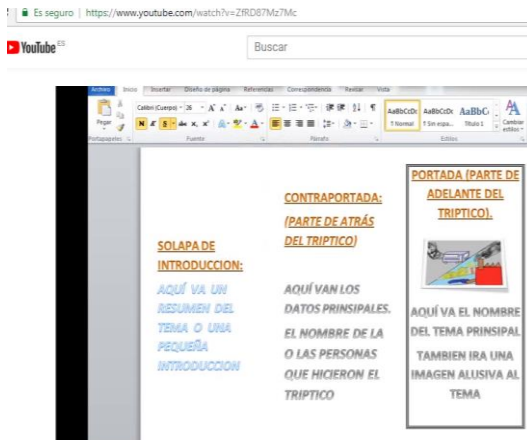 Es seguro | https://www.youtube.com/watch?v=ZfRD87Mz7Mc
YouTube ES
Buscar
Archivo Inicio Insertar Diseño de página Referencias Correspondencia Revisar Vista
Calibri (Cuerpo) 26
Pegar
N K S abc
AaBbCcDc AaBbCcDc AaBbC
¶ Normal ¶ Sin espa... Título 1
Cambiar estilos
Portapapeles Fuente Párrafo Estilos
SOLAPA DE
INTRODUCCION:
AQUÍ VA UN
RESUMEN DEL
TEMA O UNA
PEQUEÑA
INTRODUCCION
CONTRAPORTADA:
(PARTE DE ATRÁS
DEL TRIPTICO)
AQUÍ VAN LOS
DATOS PRINSIPALES.
EL NOMBRE DE LA
O LAS PERSONAS
QUE HICIERON EL
TRIPTICO
PORTADA (PARTE DE
ADELANTE DEL
TRIPTICO).
AQUÍ VA EL NOMBRE
DEL TEMA PRINSIPAL
TAMBIEN IRA UNA
IMAGEN ALUSIVA AL
TEMA